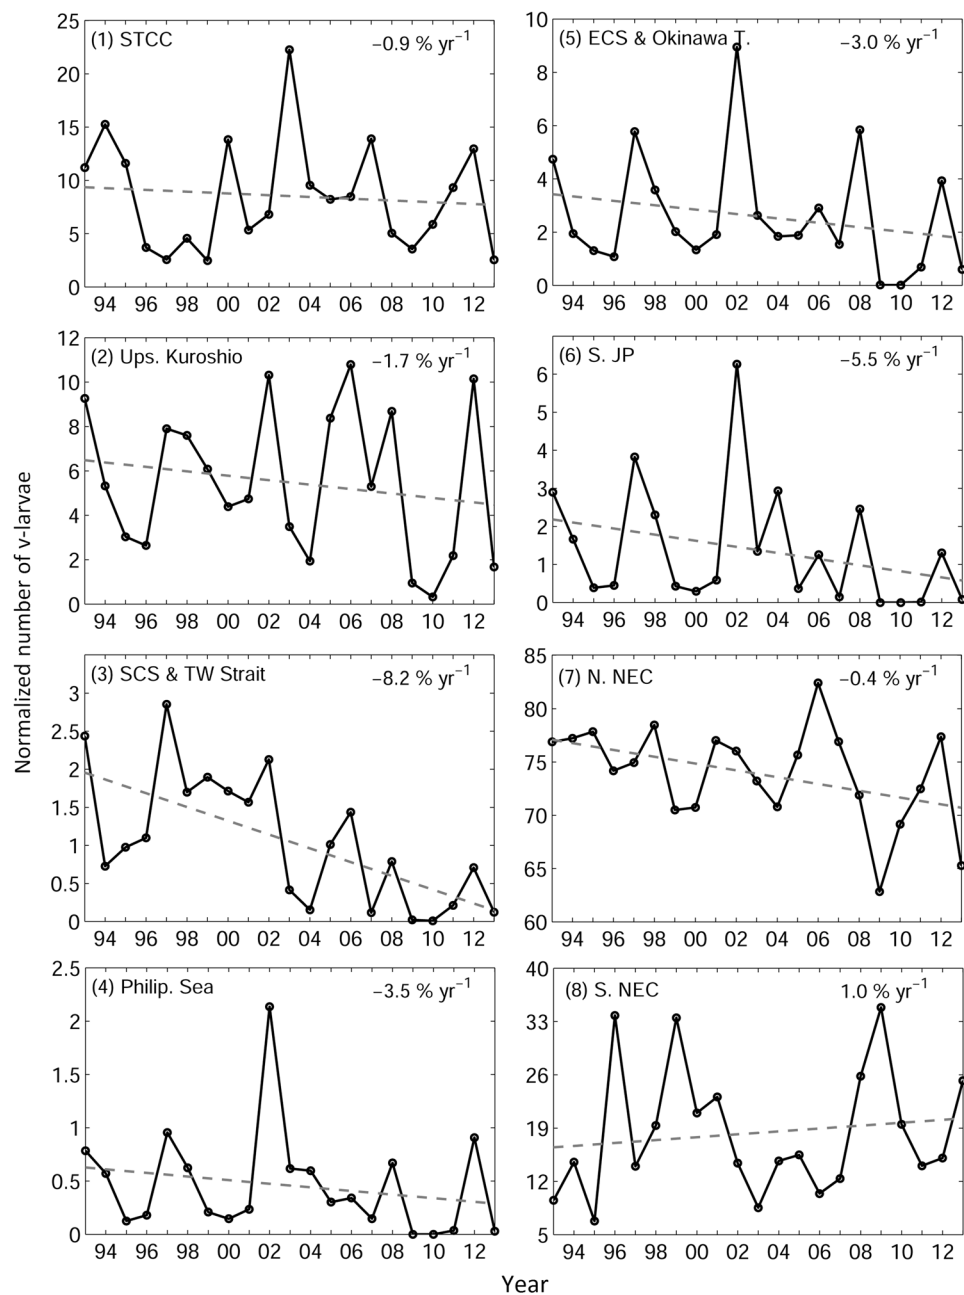 (1) STCC
−0.9 % yr−1
25
20
15
10
5
0
94 96 98 00 02 04 06 08 10 12
(5) ECS & Okinawa T.
−3.0 % yr−1
10
8
6
4
2
0
94 96 98 00 02 04 06 08 10 12
(2) Ups. Kuroshio
−1.7 % yr−1
12
10
8
6
4
2
0
94 96 98 00 02 04 06 08 10 12
(6) S. JP
−5.5 % yr−1
6
5
4
3
2
1
0
94 96 98 00 02 04 06 08 10 12
Normalized number of v-larvae
(3) SCS & TW Strait
−8.2 % yr−1
3
2.5
2
1.5
1
0.5
0
94 96 98 00 02 04 06 08 10 12
(7) N. NEC
−0.4 % yr−1
85
80
75
70
65
60
94 96 98 00 02 04 06 08 10 12
(4) Philip. Sea
−3.5 % yr−1
2.5
2
1.5
1
0.5
0
94 96 98 00 02 04 06 08 10 12
(8) S. NEC
1.0 % yr−1
40
33
26
19
12
5
94 96 98 00 02 04 06 08 10 12
Year